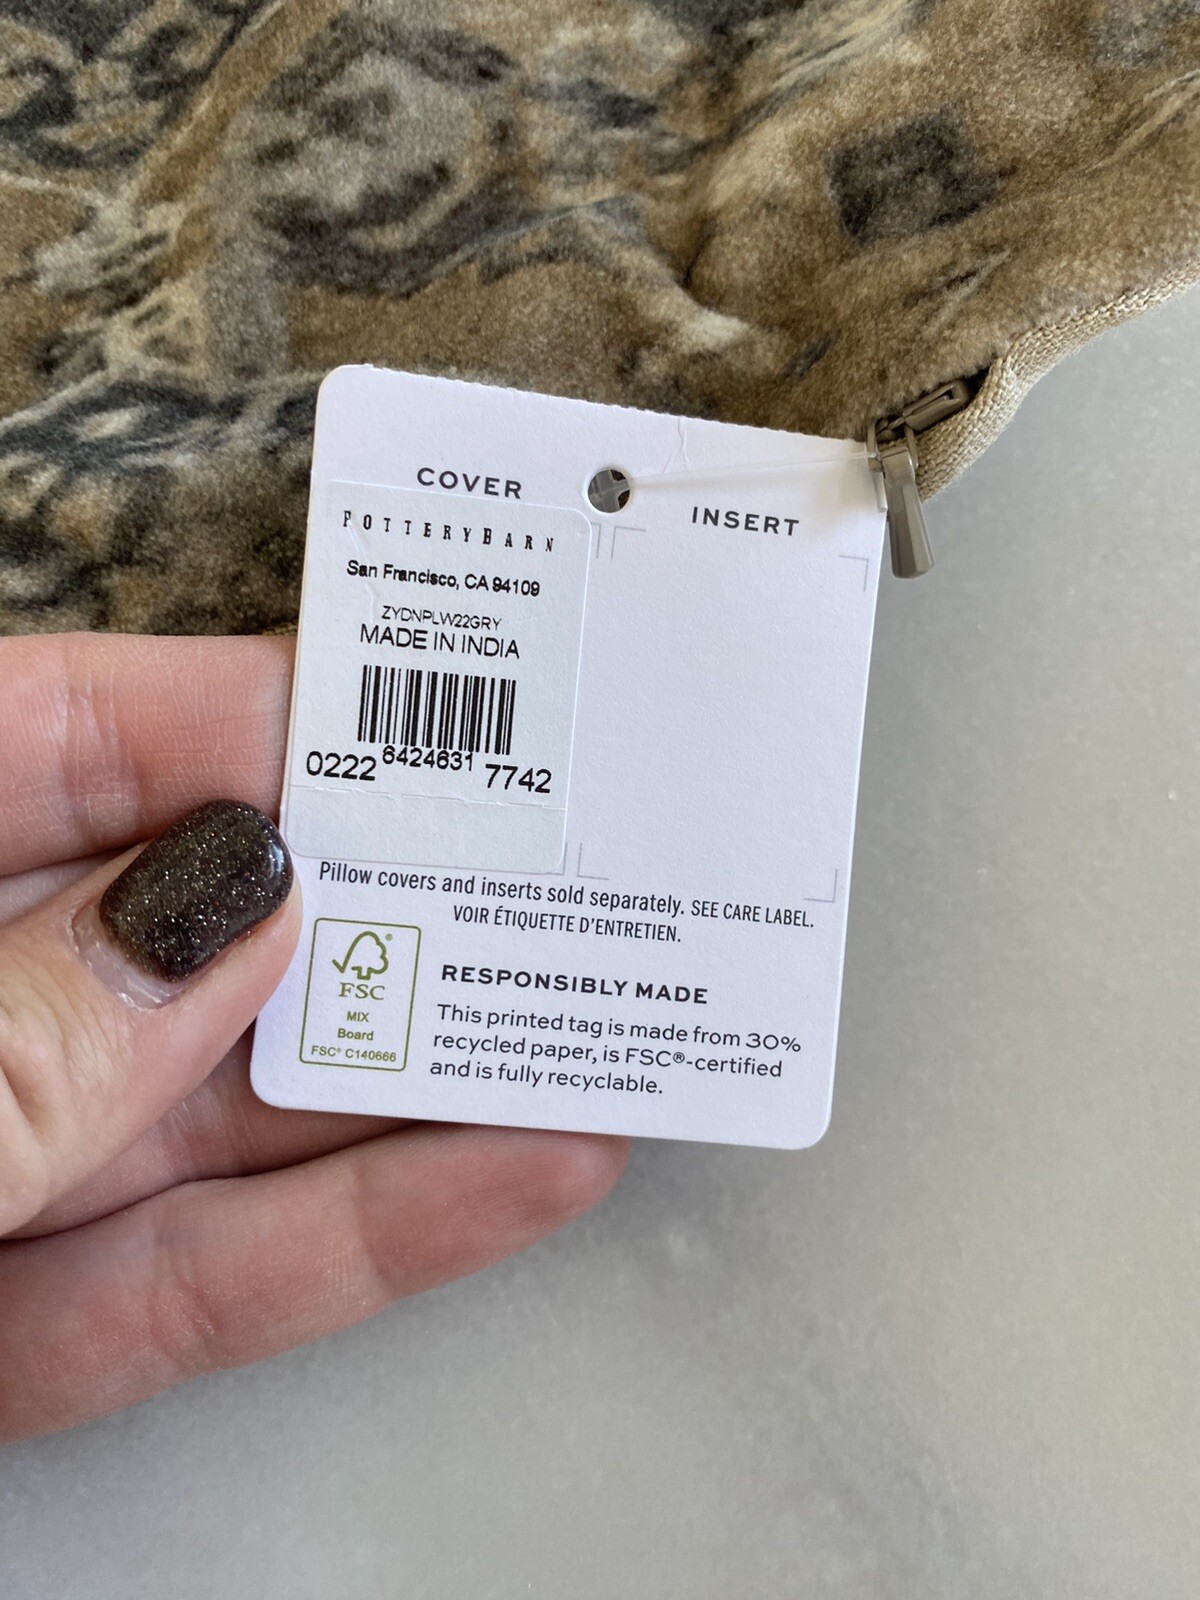 COVER
INSERT
POTTERYBARN
San Francisco, CA 94109
ZYDNPLW22GRY
MADE IN INDIA
0222 6424631 7742
Pillow covers and inserts sold separately. SEE CARE LABEL.
VOIR ÉTIQUETTE D'ENTRETIEN.
FSC
MIX
Board
FSC® C140666
RESPONSIBLY MADE
This printed tag is made from 30%
recycled paper, is FSC®-certified
and is fully recyclable.